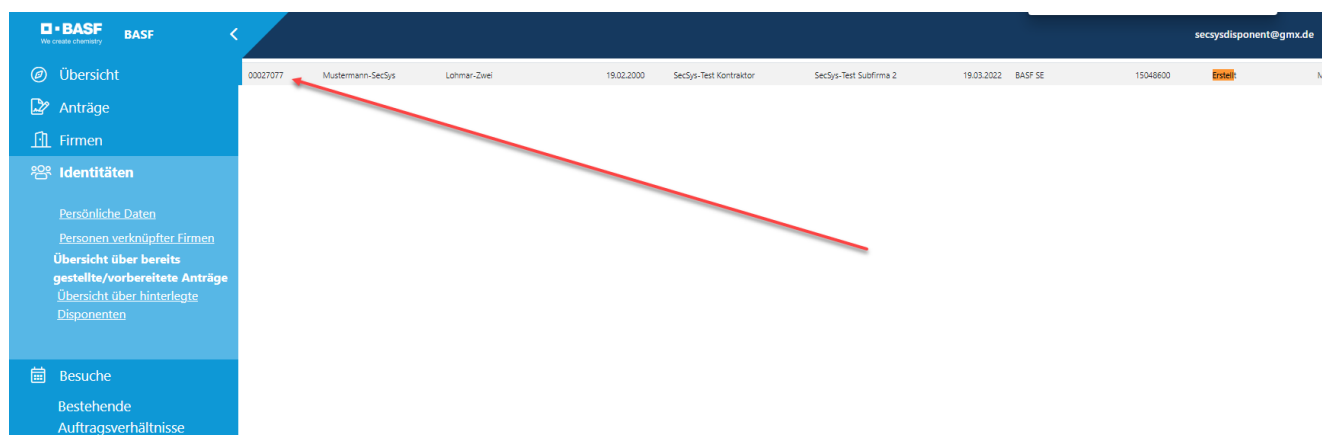 BASF
We create chemistry
BASF
secsysdisponent@gmx.de
Übersicht
00027077 Mustermann-SecSys Lohmar-Zwei 19.02.2000 SecSys-Test Kontraktor SecSys-Test Subfirma 2 19.03.2022 BASF SE 15048600 Erstellt
Anträge
Firmen
Identitäten
Persönliche Daten
Personen verknüpfter Firmen
Übersicht über bereits
gestellte/vorbereitete Anträge
Übersicht über hinterlegte
Disponenten
Besuche
Bestehende
Auftragsverhältnisse